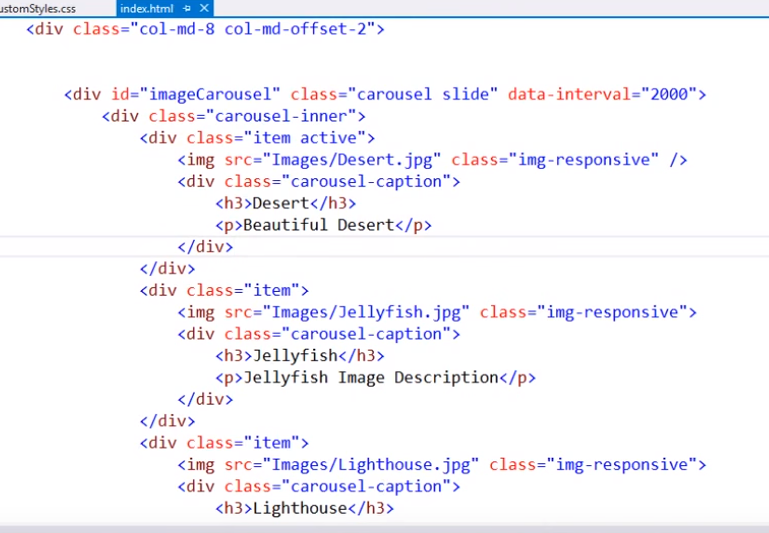 ustomStyles.css index.html
<div class="col-md-8 col-md-offset-2">
<div id="imageCarousel" class="carousel slide" data-interval="2000">
<div class="carousel-inner">
<div class="item active">
<img src="Images/Desert.jpg" class="img-responsive" />
<div class="carousel-caption">
<h3>Desert</h3>
<p>Beautiful Desert</p>
</div>
</div>
<div class="item">
<img src="Images/Jellyfish.jpg" class="img-responsive">
<div class="carousel-caption">
<h3>Jellyfish</h3>
<p>Jellyfish Image Description</p>
</div>
</div>
<div class="item">
<img src="Images/Lighthouse.jpg" class="img-responsive">
<div class="carousel-caption">
<h3>Lighthouse</h3>